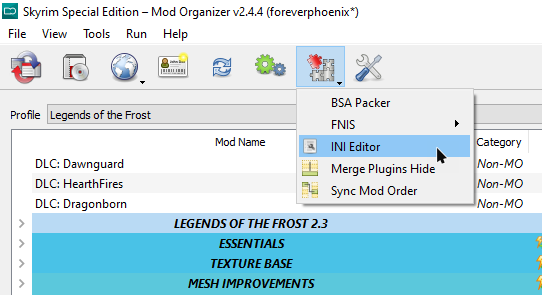 Skyrim Special Edition – Mod Organizer v2.4.4 (foreverphoenix*)
File View Tools Run Help
Profile Legends of the Frost
BSA Packer
FNIS
INI Editor
Merge Plugins Hide
Sync Mod Order
Mod Name Category
DLC: Dawnguard Non-MO
DLC: HearthFires Non-MO
DLC: Dragonborn Non-MO
LEGENDS OF THE FROST 2.3
ESSENTIALS
TEXTURE BASE
MESH IMPROVEMENTS